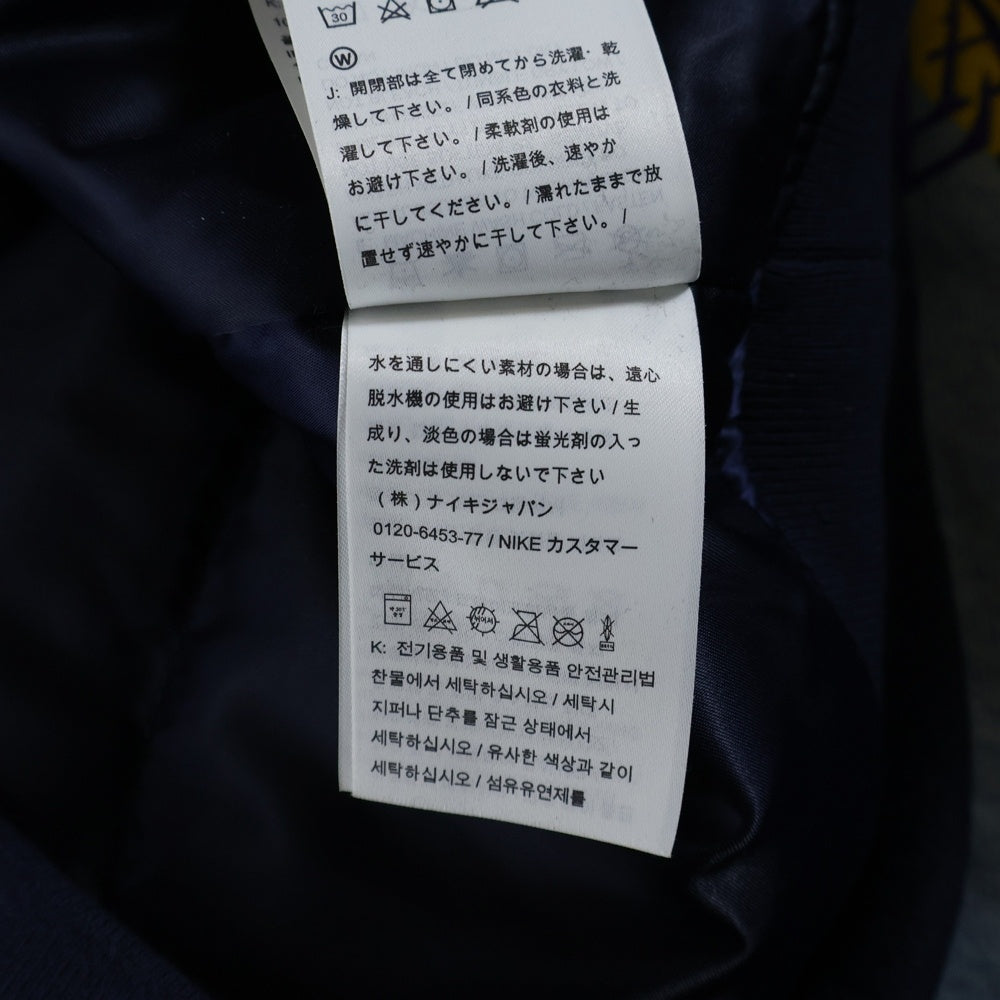 30
W
J: 開閉部は全て閉めてから洗濯・乾
燥して下さい。/ 同系色の衣料と洗
濯して下さい。/ 柔軟剤の使用は
お避け下さい。/ 洗濯後、速やか
に干してください。/ 濡れたままで放
置せず速やかに干して下さい。/
水を通しにくい素材の場合は、遠心
脱水機の使用はお避け下さい / 生
成り、淡色の場合は蛍光剤の入っ
た洗剤は使用しないで下さい
(株)ナイキジャパン
0120-6453-77 / NIKE カスタマー
サービス
K: 전기용품 및 생활용품 안전관리법
찬물에서 세탁하십시오 / 세탁시
지퍼나 단추를 잠근 상태에서
세탁하십시오 / 유사한 색상과 같이
세탁하십시오 / 섬유유연제를